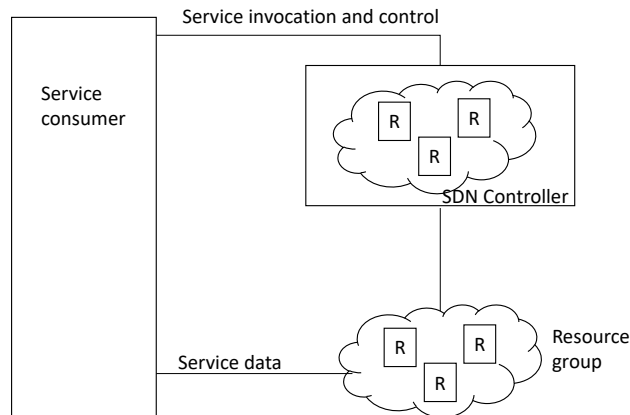 Service invocation and control
Service
consumer
R
R
R
SDN Controller
R
R
R
Resource
group
Service data